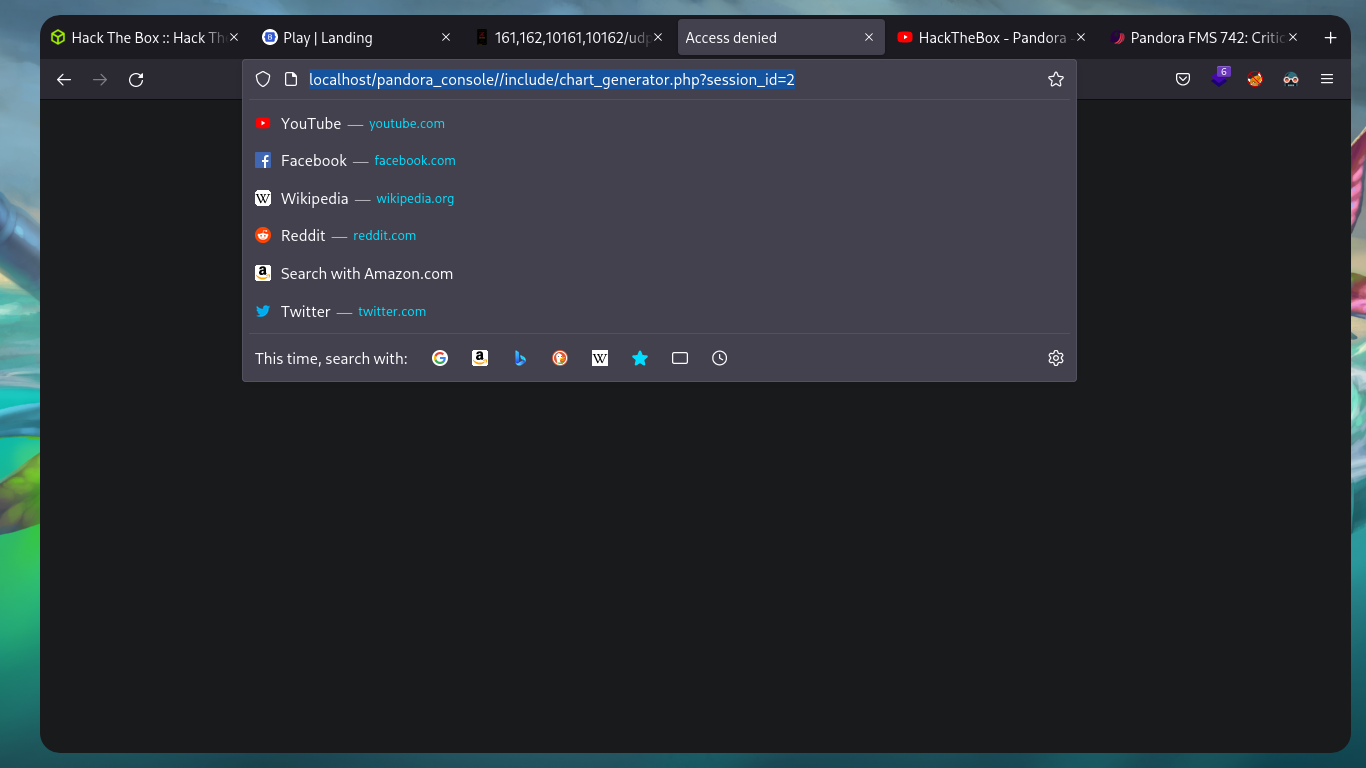 Hack The Box :: Hack Th
Play | Landing
161,162,10161,10162/udp
Access denied
HackTheBox - Pandora -
Pandora FMS 742: Critic
localhost/pandora_console//include/chart_generator.php?session_id=2
6
YouTube — youtube.com
Facebook — facebook.com
Wikipedia — wikipedia.org
Reddit — reddit.com
Search with Amazon.com
Twitter — twitter.com
This time, search with: